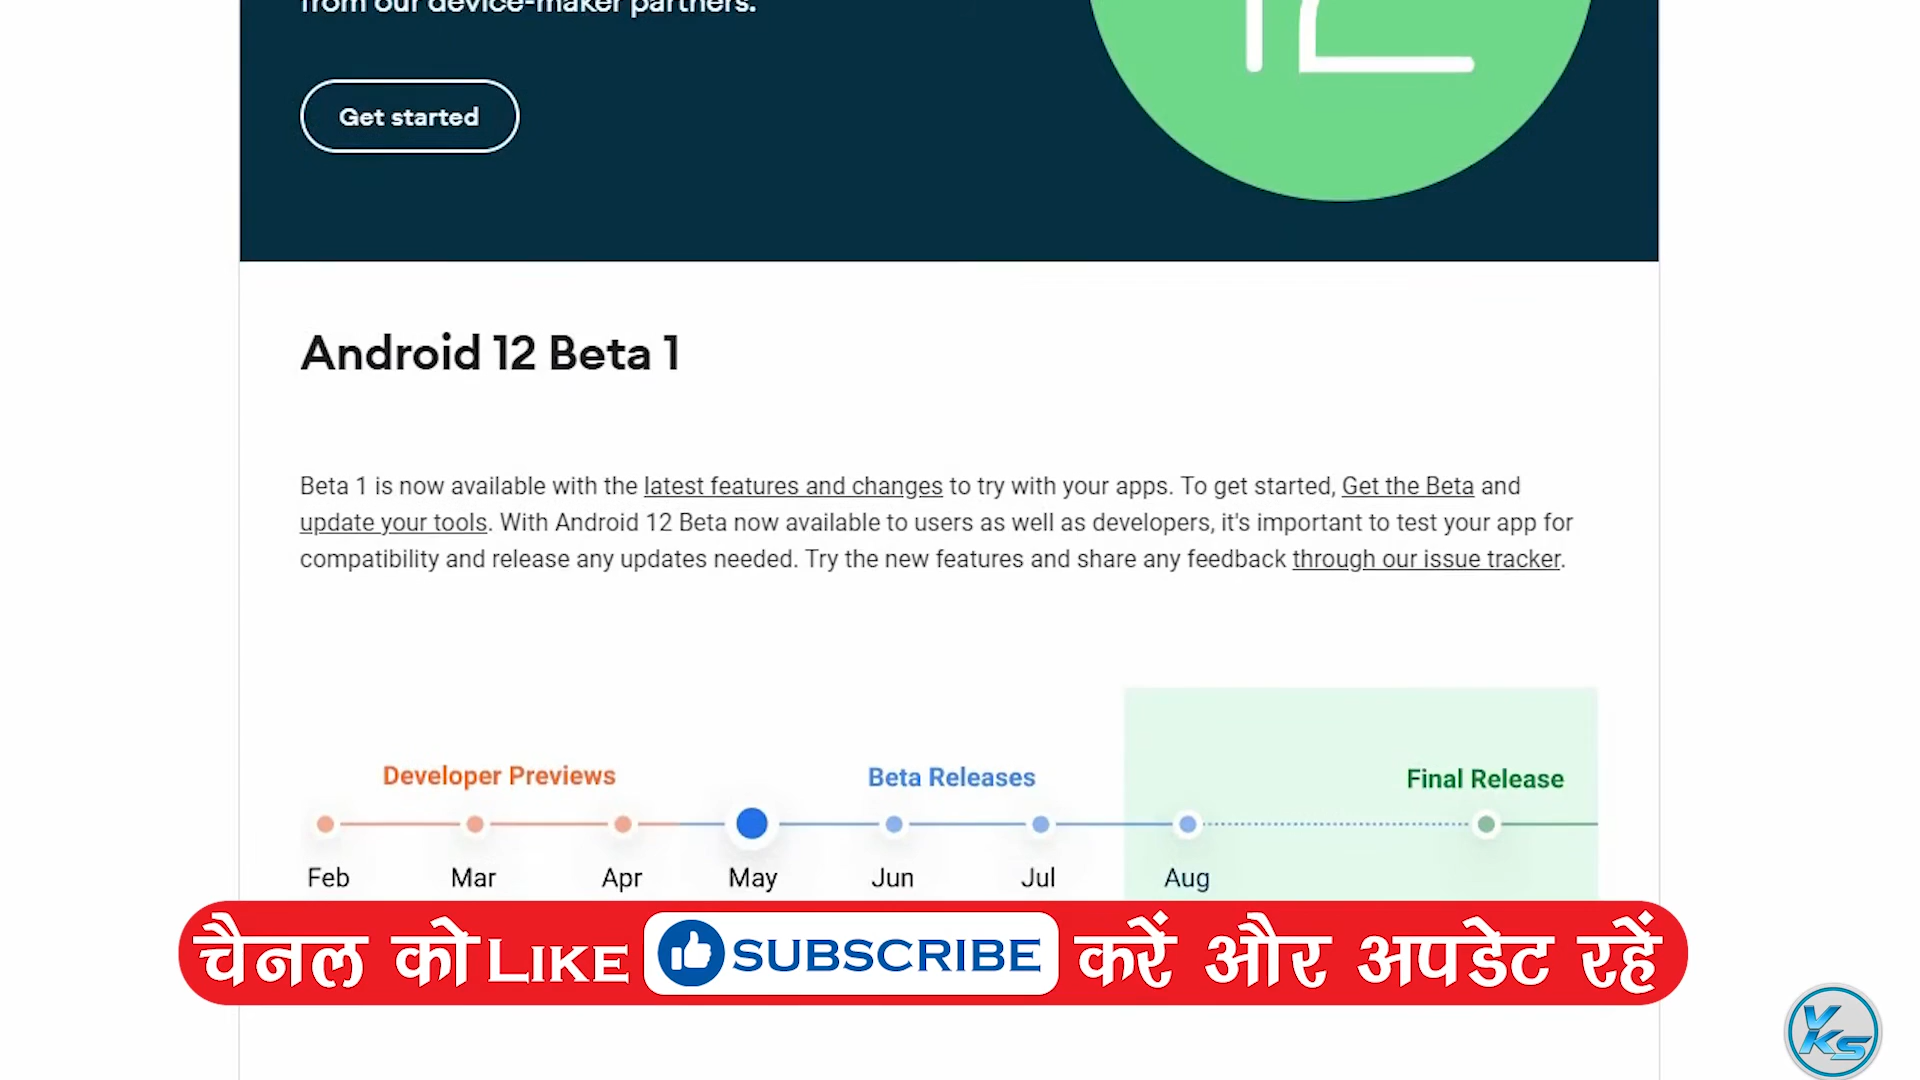 from our device-maker partners.
12
Get started
Android 12 Beta 1
Beta 1 is now available with the latest features and changes to try with your apps. To get started, Get the Beta and
update your tools. With Android 12 Beta now available to users as well as developers, it's important to test your app for
compatibility and release any updates needed. Try the new features and share any feedback through our issue tracker.
Developer Previews Beta Releases Final Release
Feb Mar Apr May Jun Jul Aug
चैनल को LIKE SUBSCRIBE करें और अपडेट रहें
VKS